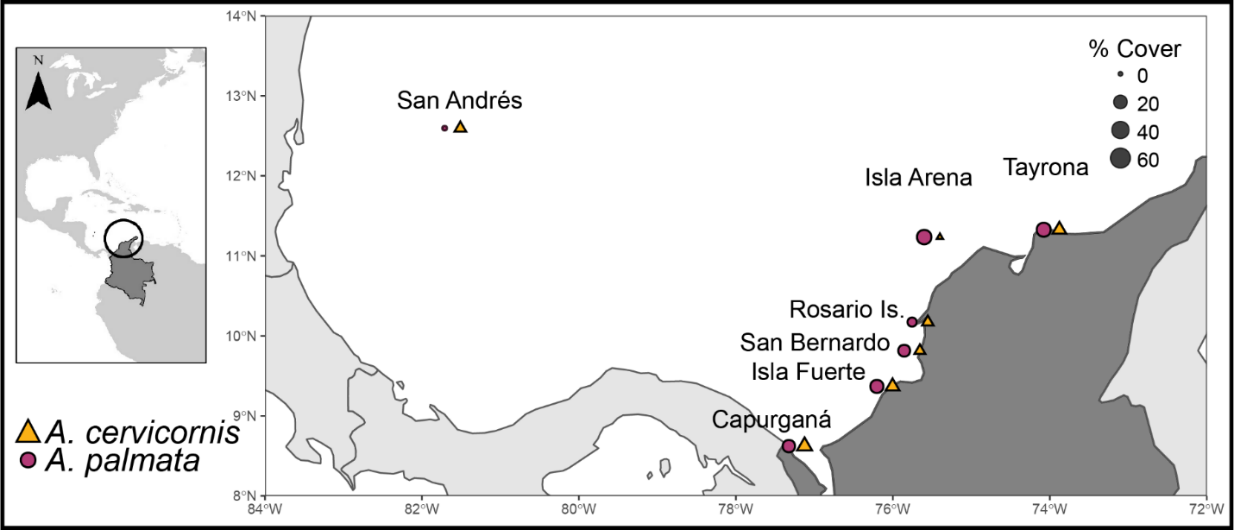 N
14°N
13°N
12°N
11°N
10°N
9°N
8°N
84°W
82°W
80°W
78°W
76°W
74°W
72°W
% Cover
0
20
40
60
San Andrés
Isla Arena
Tayrona
Rosario Is.
San Bernardo
Isla Fuerte
Capurganá
A. cervicornis
A. palmata